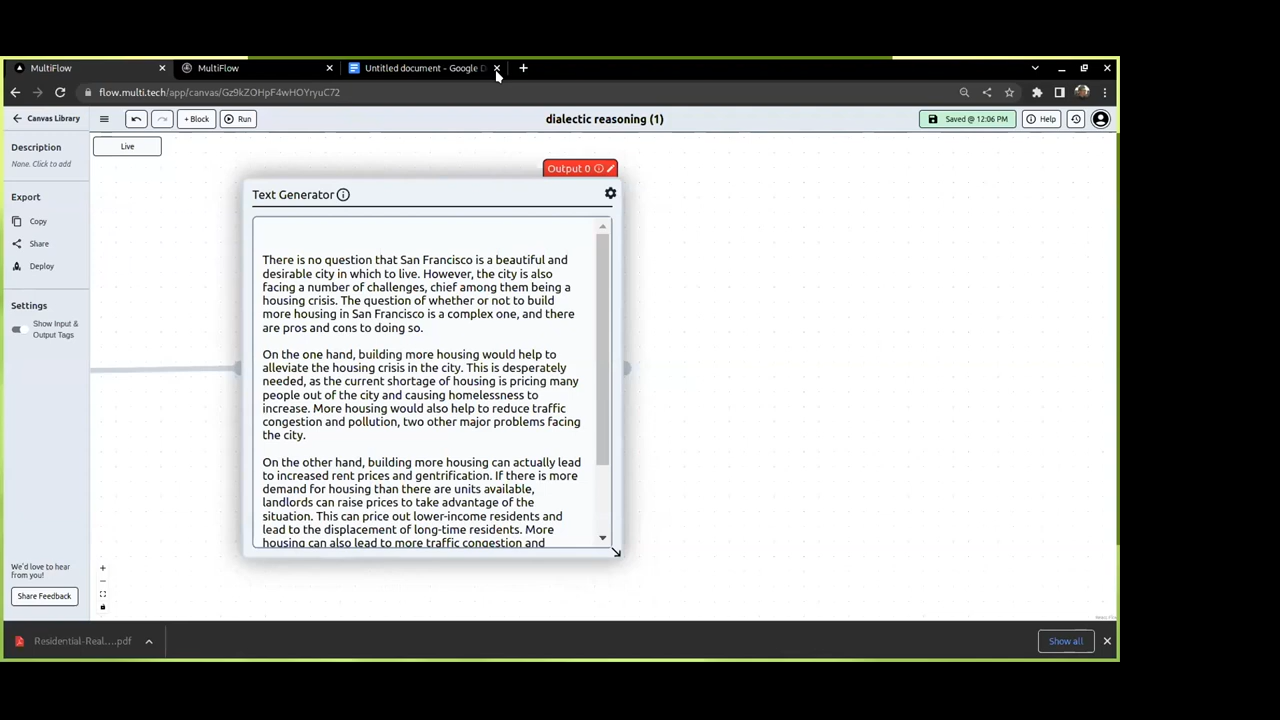 MultiFlow
MultiFlow
Untitled document - Google D
flow.multi.tech/app/canvas/Gz9kZOHpF4wHOYryuC72
Canvas Library
+ Block
Run
dialectic reasoning (1)
Saved @ 12:06 PM
Help
Description
None. Click to add
Live
Export
Copy
Share
Deploy
Settings
Show Input &
Output Tags
Output 0
Text Generator
There is no question that San Francisco is a beautiful and
desirable city in which to live. However, the city is also
facing a number of challenges, chief among them being a
housing crisis. The question of whether or not to build
more housing in San Francisco is a complex one, and there
are pros and cons to doing so.
On the one hand, building more housing would help to
alleviate the housing crisis in the city. This is desperately
needed, as the current shortage of housing is pricing many
people out of the city and causing homelessness to
increase. More housing would also help to reduce traffic
congestion and pollution, two other major problems facing
the city.
On the other hand, building more housing can actually lead
to increased rent prices and gentrification. If there is more
demand for housing than there are units available,
landlords can raise prices to take advantage of the
situation. This can price out lower-income residents and
lead to the displacement of long-time residents. More
housing can also lead to more traffic congestion and
We'd love to hear
from you!
Share Feedback
Residential-Real....pdf
Show all